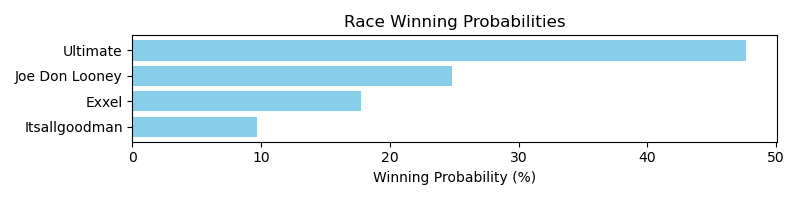 Race Winning Probabilities
Ultimate
Joe Don Looney
Exxel
Itsallgoodman
0 10 20 30 40 50
Winning Probability (%)